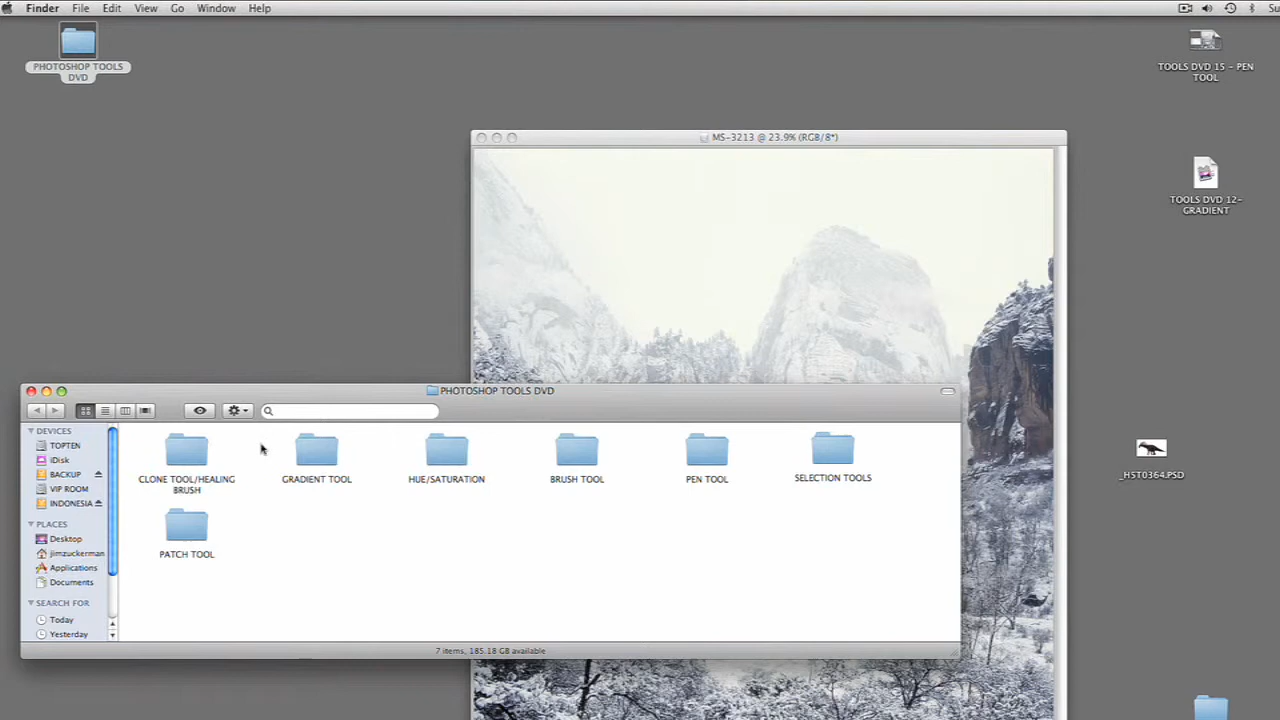 Finder File Edit View Go Window Help Su
PHOTOSHOP TOOLS
DVD
TOOLS DVD 15 - PEN
TOOL
MS-3213 @ 23.9% (RGB/8*)
TOOLS DVD 12-
GRADIENT
_H5T0364.PSD
PHOTOSHOP TOOLS DVD
DEVICES
TOPTEN
iDisk
BACKUP
VIP ROOM
INDONESIA
PLACES
Desktop
jimzuckerman
Applications
Documents
SEARCH FOR
Today
Yesterday
CLONE TOOL/HEALING
BRUSH
GRADIENT TOOL
HUE/SATURATION
BRUSH TOOL
PEN TOOL
SELECTION TOOLS
PATCH TOOL
7 items, 185.18 GB available